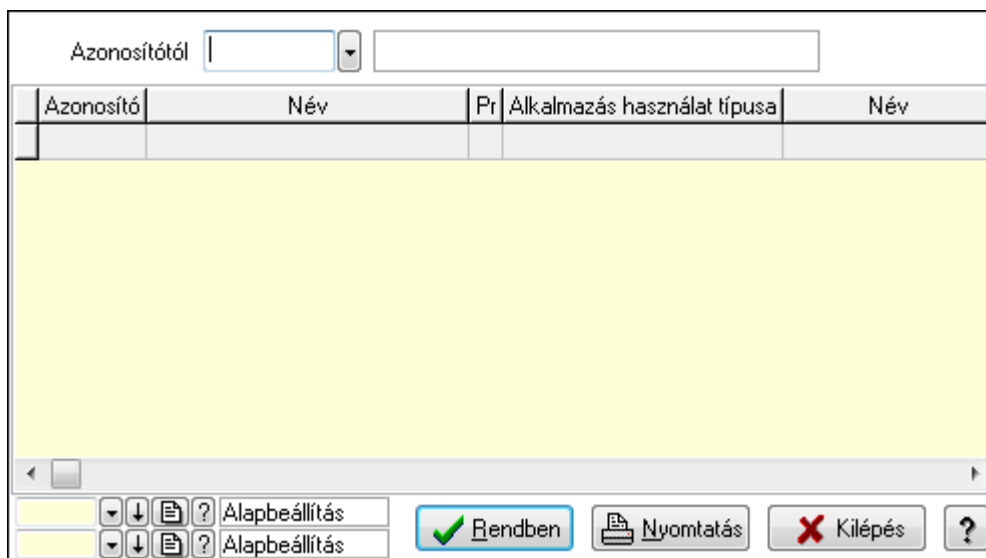 Azonosítótól
Azonosító Név Pr Alkalmazás használat típusa Név
? Alapbeállítás
? Alapbeállítás
Rendben Nyomtatás Kilépés ?